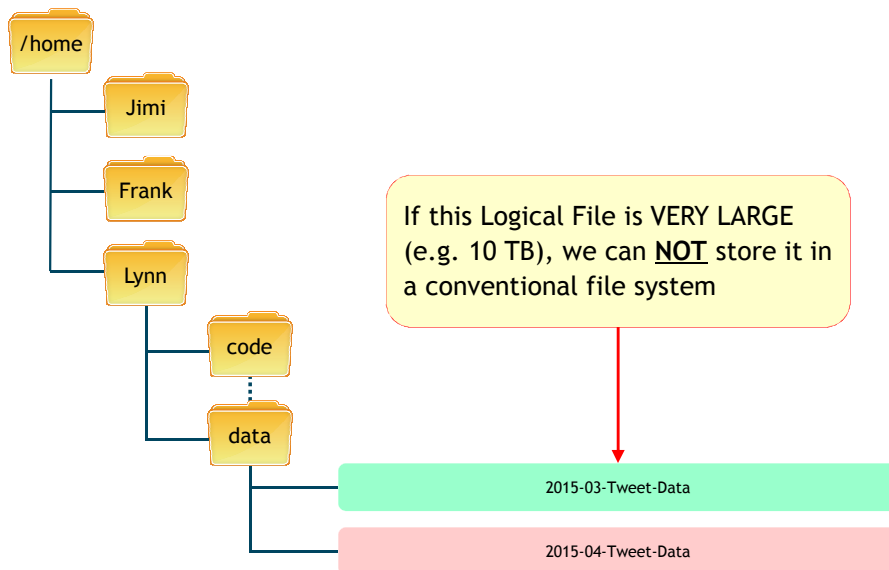 /home
Jimi
Frank
Lynn
If this Logical File is VERY LARGE
(e.g. 10 TB), we can NOT store it in
a conventional file system
code
data
2015-03-Tweet-Data
2015-04-Tweet-Data